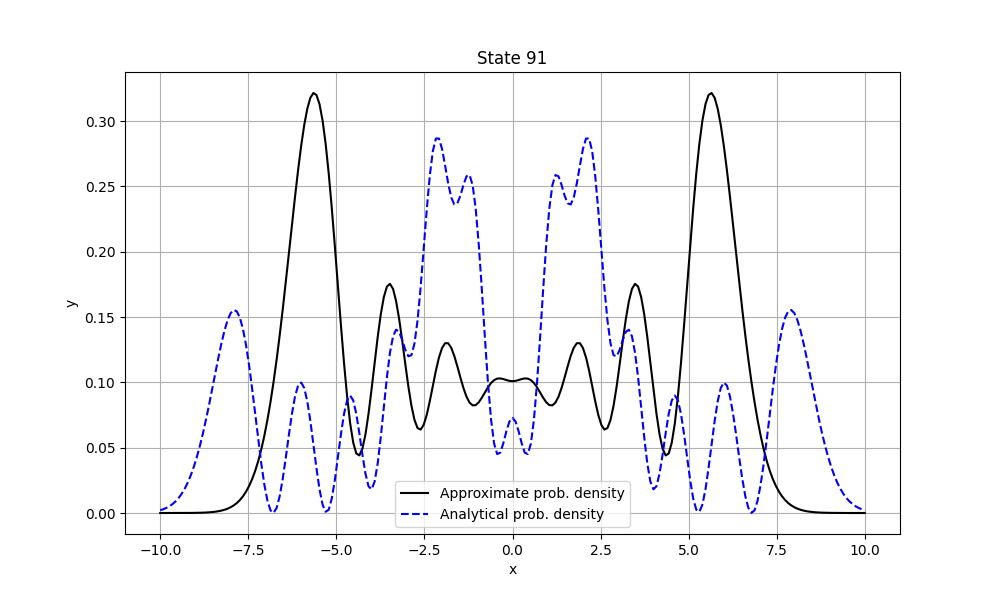 State 91
y
0.30
0.25
0.20
0.15
0.10
0.05
0.00
Approximate prob. density
Analytical prob. density
−10.0 −7.5 −5.0 −2.5 0.0 2.5 5.0 7.5 10.0
x